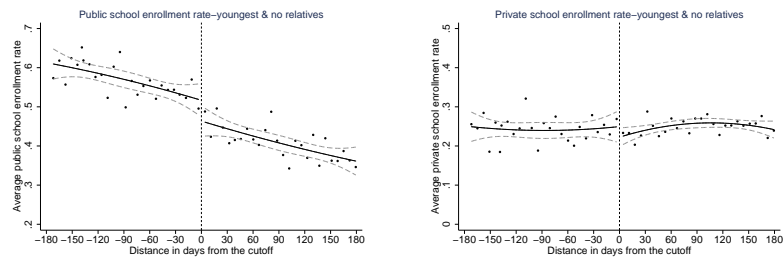 Public school enrollment rate−youngest & no relatives
Average public school enrollment rate
.2 .3 .4 .5 .6 .7
−180 −150 −120 −90 −60 −30 0 30 60 90 120 150 180
Distance in days from the cutoff
Private school enrollment rate−youngest & no relatives
Average private school enrollment rate
0 .1 .2 .3 .4 .5
−180 −150 −120 −90 −60 −30 0 30 60 90 120 150 180
Distance in days from the cutoff